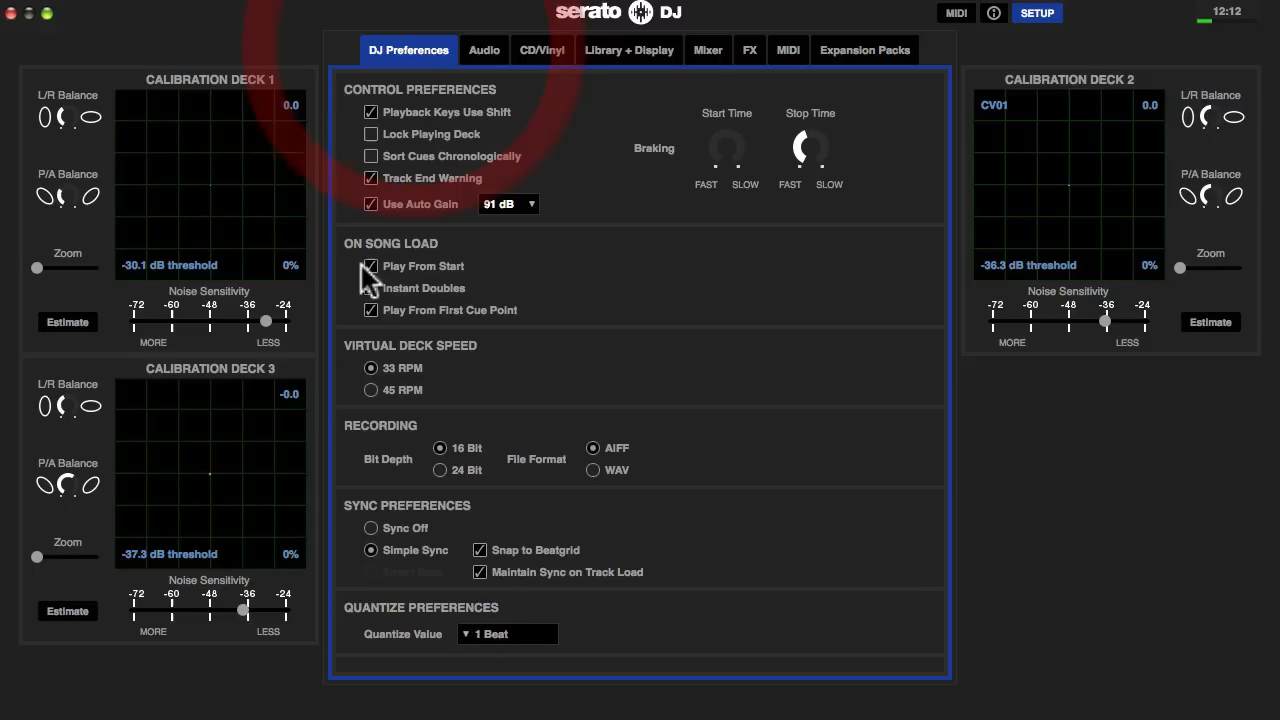 serato DJ
MIDI
SETUP
12:12
DJ Preferences
Audio
CD/Vinyl
Library + Display
Mixer
FX
MIDI
Expansion Packs
CALIBRATION DECK 1
L/R Balance
0.0
P/A Balance
Zoom
-30.1 dB threshold
0%
Noise Sensitivity
-72 -60 -48 -36 -24
Estimate
MORE
LESS
CALIBRATION DECK 3
L/R Balance
-0.0
P/A Balance
Zoom
-37.3 dB threshold
0%
Noise Sensitivity
-72 -60 -48 -36 -24
Estimate
MORE
LESS
CONTROL PREFERENCES
Playback Keys Use Shift
Lock Playing Deck
Sort Cues Chronologically
Track End Warning
Use Auto Gain
91 dB
Braking
Start Time
FAST
SLOW
Stop Time
FAST
SLOW
ON SONG LOAD
Play From Start
Instant Doubles
Play From First Cue Point
VIRTUAL DECK SPEED
33 RPM
45 RPM
RECORDING
Bit Depth
16 Bit
24 Bit
File Format
AIFF
WAV
SYNC PREFERENCES
Sync Off
Simple Sync
Snap to Beatgrid
Maintain Sync on Track Load
QUANTIZE PREFERENCES
Quantize Value
1 Beat
CALIBRATION DECK 2
CV01
0.0
L/R Balance
P/A Balance
Zoom
-36.3 dB threshold
0%
Noise Sensitivity
-72 -60 -48 -36 -24
Estimate
MORE
LESS